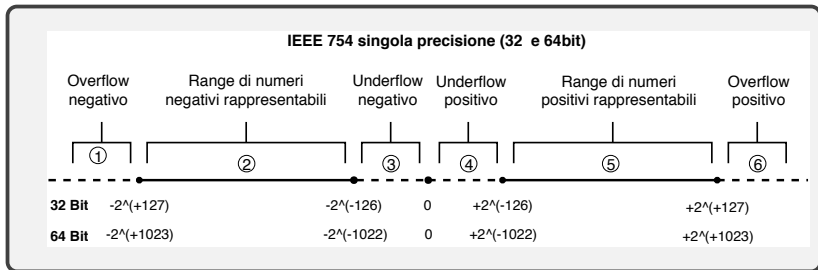 IEEE 754 singola precisione (32 e 64bit)
Overflow negativo
Range di numeri negativi rappresentabili
Underflow negativo
Underflow positivo
Range di numeri positivi rappresentabili
Overflow positivo
1 2 3 4 5 6
32 Bit -2^(+127) -2^(-126) 0 +2^(-126) +2^(+127)
64 Bit -2^(+1023) -2^(-1022) 0 +2^(-1022) +2^(+1023)